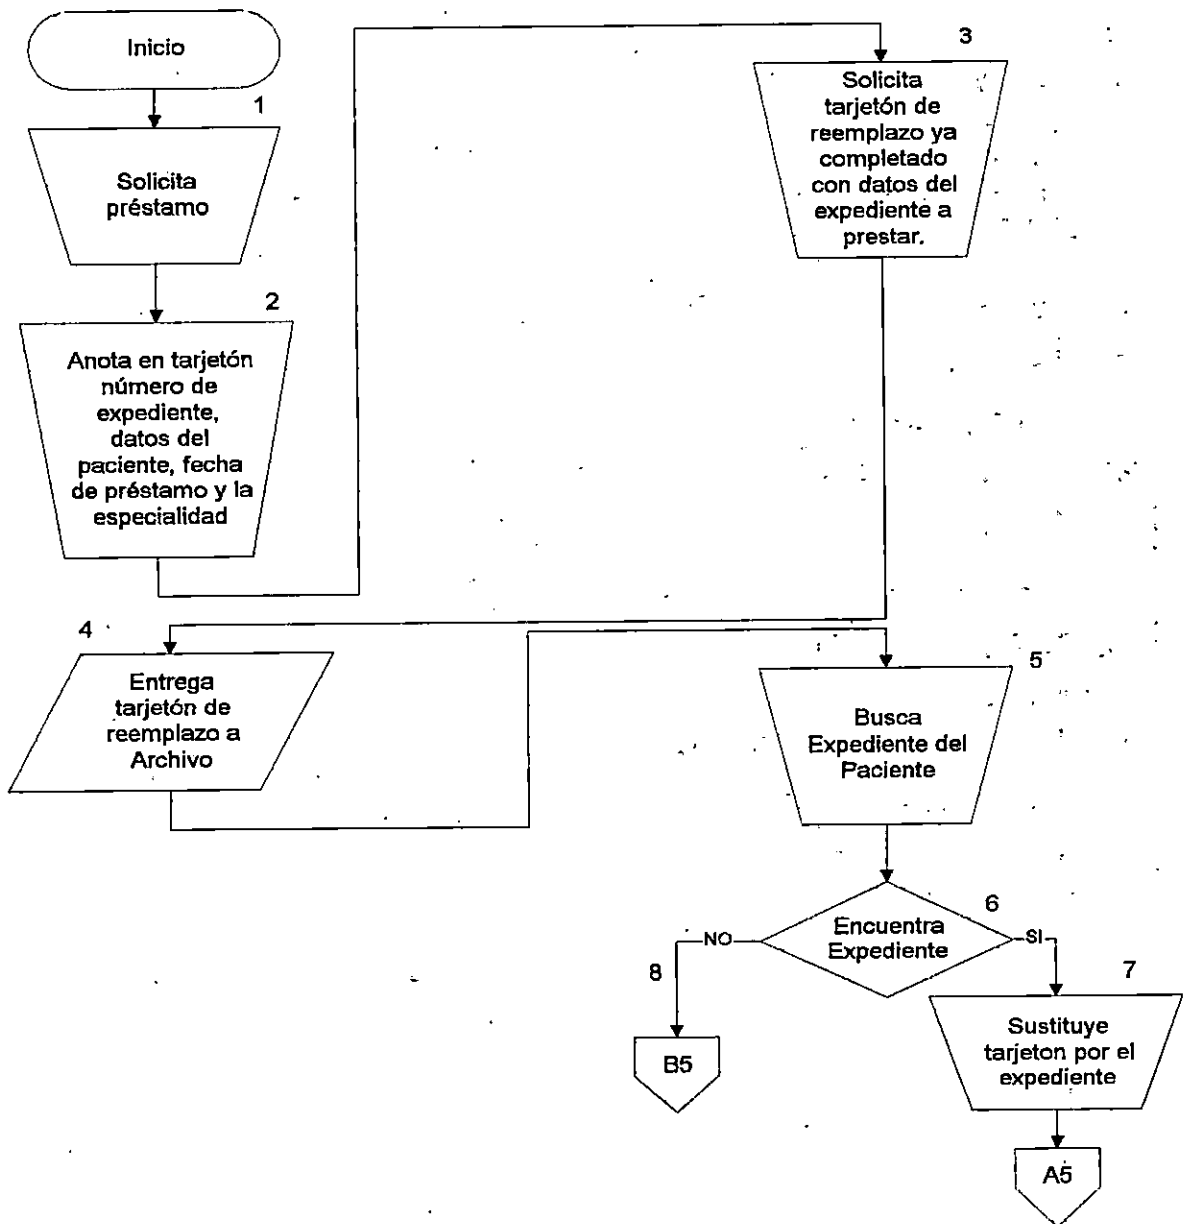 Inicio
1
Solicita
préstamo
2
Anota en tarjetón
número de
expediente,
datos del
paciente, fecha
de préstamo y la
especialidad
3
Solicita
tarjetón de
reemplazo ya
completado
con datos del
expediente a
prestar.
4
Entrega
tarjetón de
reemplazo a
Archivo
5
Busca
Expediente del
Paciente
6
Encuentra
Expediente
NO
SI
8
B5
7
Sustituye
tarjeton por el
expediente
A5